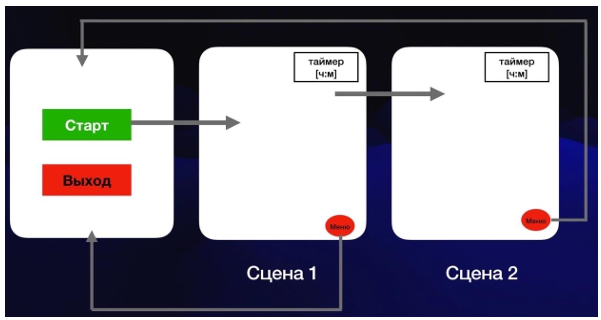 Старт
Выход
таймер
[ч:м]
Меню
Сцена 1
таймер
[ч:м]
Меню
Сцена 2